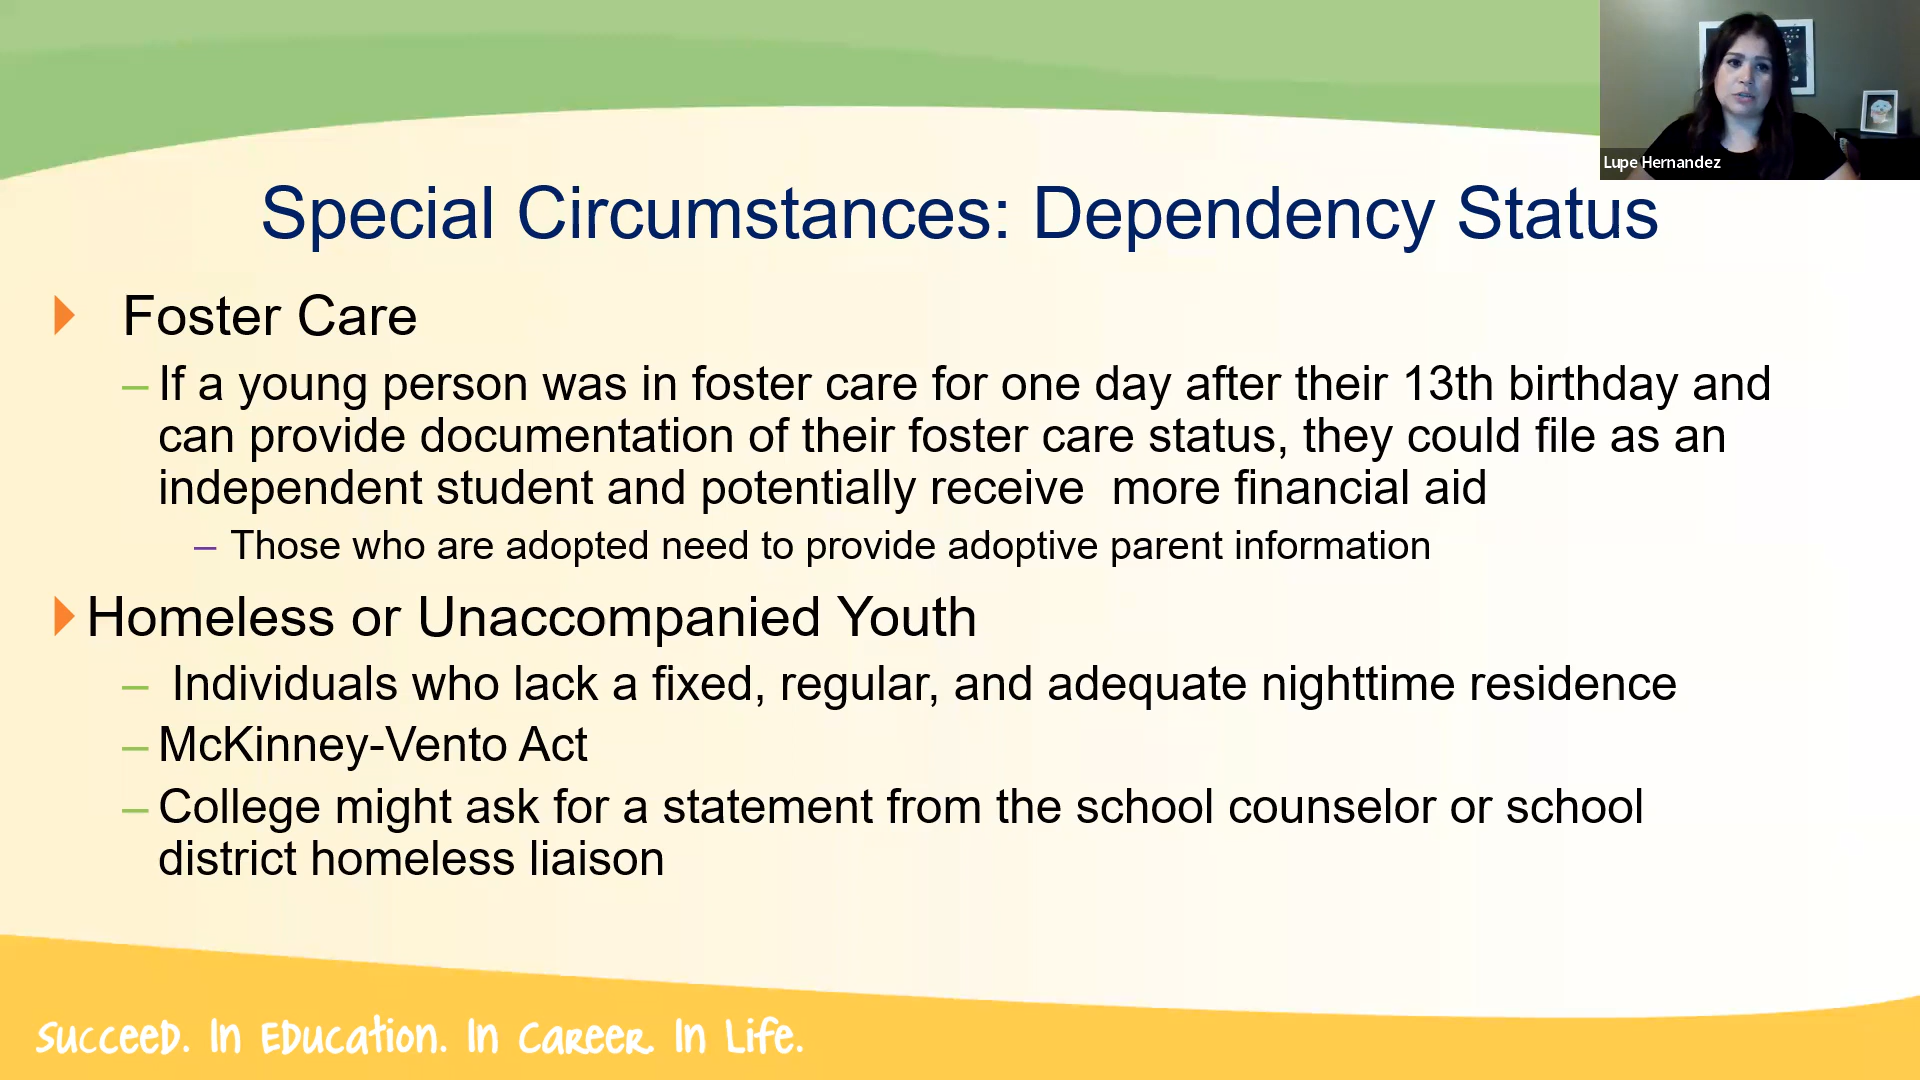 Lupe Hernandez
Special Circumstances: Dependency Status
Foster Care
– If a young person was in foster care for one day after their 13th birthday and
can provide documentation of their foster care status, they could file as an
independent student and potentially receive  more financial aid
– Those who are adopted need to provide adoptive parent information
Homeless or Unaccompanied Youth
– Individuals who lack a fixed, regular, and adequate nighttime residence
– McKinney-Vento Act
– College might ask for a statement from the school counselor or school
district homeless liaison
Succeed. In Education. In Career. In Life.